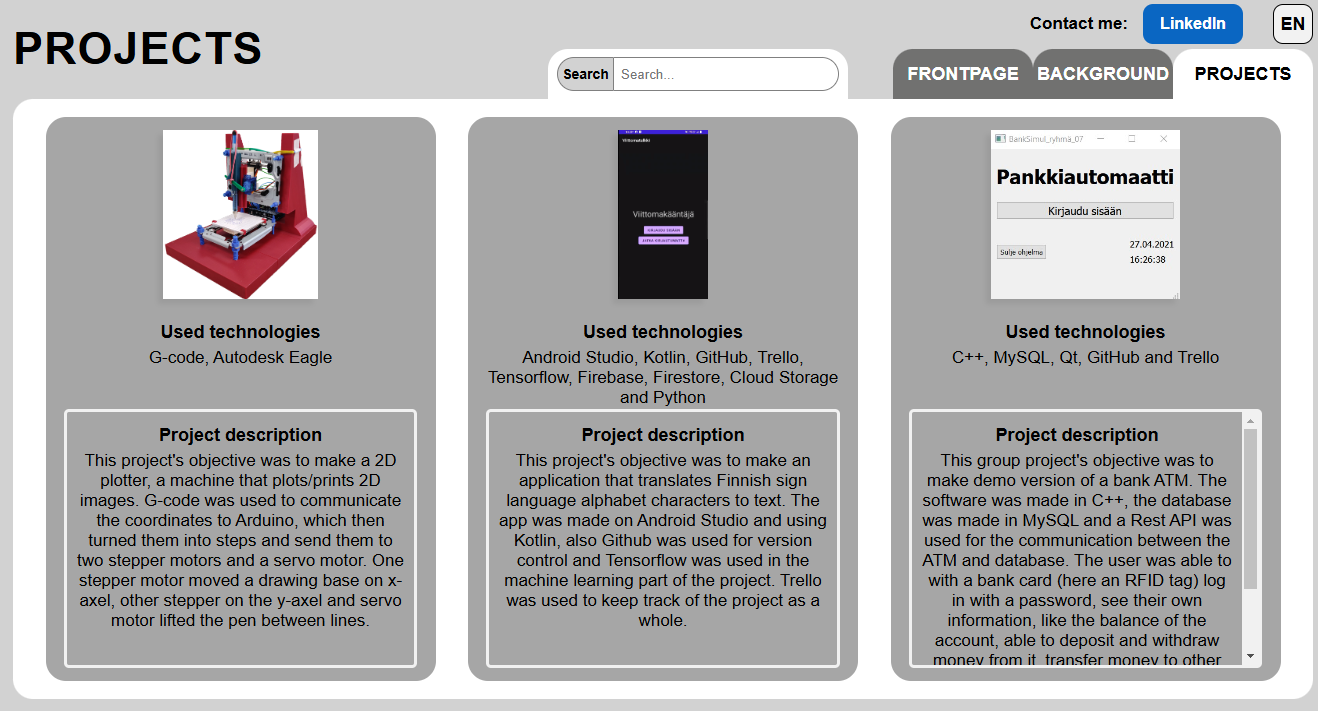 Contact me:
LinkedIn
EN
PROJECTS
Search
Search...
FRONTPAGE
BACKGROUND
PROJECTS
Used technologies
G-code, Autodesk Eagle
Project description
This project's objective was to make a 2D
plotter, a machine that plots/prints 2D
images. G-code was used to communicate
the coordinates to Arduino, which then
turned them into steps and send them to
two stepper motors and a servo motor. One
stepper motor moved a drawing base on x-
axel, other stepper on the y-axel and servo
motor lifted the pen between lines.
Viittomakääntäjä
KIRJAUDU SISÄÄN
Used technologies
Android Studio, Kotlin, GitHub, Trello,
Tensorflow, Firebase, Firestore, Cloud Storage
and Python
Project description
This project's objective was to make an
application that translates Finnish sign
language alphabet characters to text. The
app was made on Android Studio and using
Kotlin, also Github was used for version
control and Tensorflow was used in the
machine learning part of the project. Trello
was used to keep track of the project as a
whole.
BankSimul_ryhmä_07
Pankkiautomaatti
Kirjaudu sisään
Sulje ohjelma
27.04.2021
16:26:38
Used technologies
C++, MySQL, Qt, GitHub and Trello
Project description
This group project's objective was to
make demo version of a bank ATM. The
software was made in C++, the database
was made in MySQL and a Rest API was
used for the communication between the
ATM and database. The user was able to
with a bank card (here an RFID tag) log
in with a password, see their own
information, like the balance of the
account, able to deposit and withdraw
money from it, transfer money to other